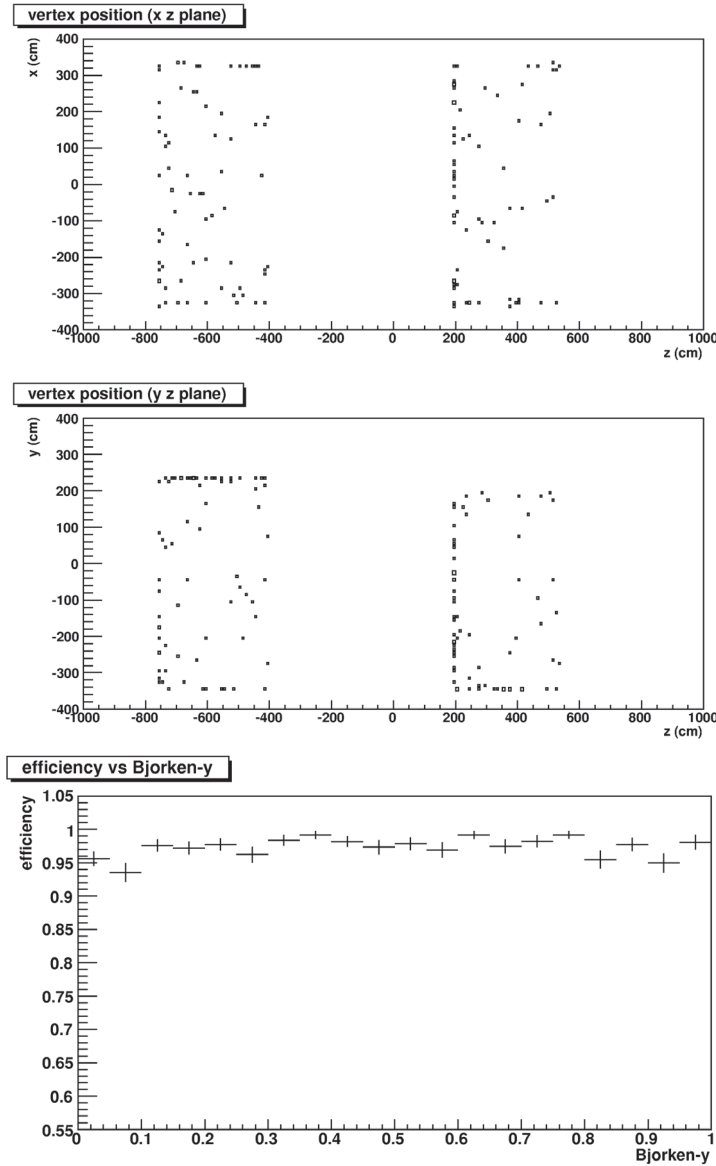 vertex position (x z plane)
x (cm)
400
300
200
100
0
-100
-200
-300
-400
-1000 -800 -600 -400 -200 0 200 400 600 800 1000
z (cm)
vertex position (y z plane)
y (cm)
400
300
200
100
0
-100
-200
-300
-400
-1000 -800 -600 -400 -200 0 200 400 600 800 1000
z (cm)
efficiency vs Bjorken-y
efficiency
1.05
1
0.95
0.9
0.85
0.8
0.75
0.7
0.65
0.6
0.55
0 0.1 0.2 0.3 0.4 0.5 0.6 0.7 0.8 0.9 1
Bjorken-y